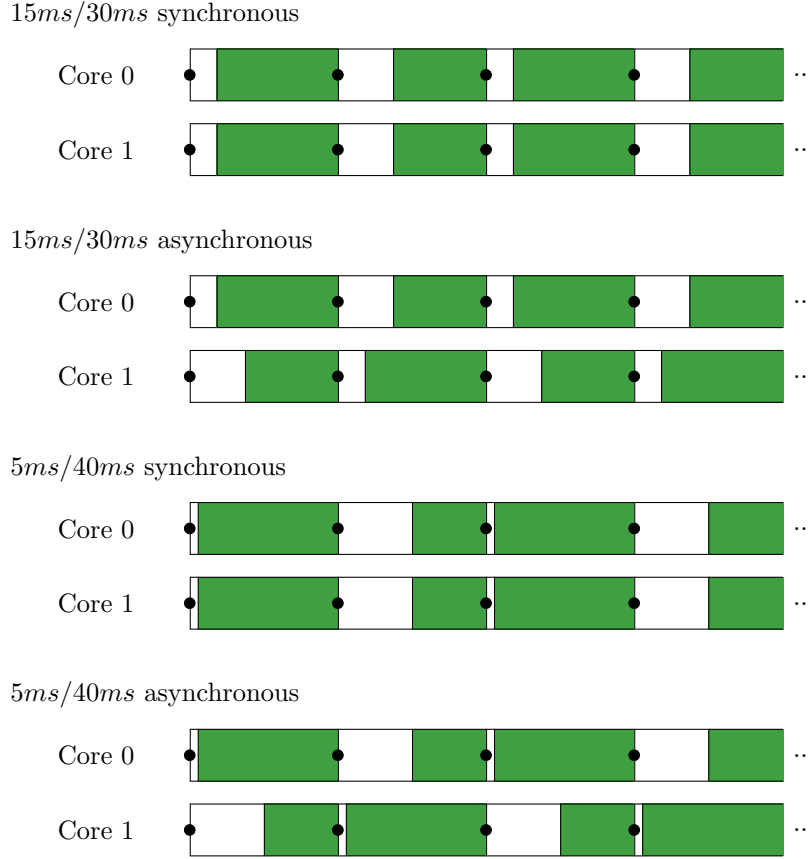 15ms/30ms synchronous
Core 0 ..
Core 1 ..
15ms/30ms asynchronous
Core 0 ..
Core 1 ..
5ms/40ms synchronous
Core 0 ..
Core 1 ..
5ms/40ms asynchronous
Core 0 ..
Core 1 ..